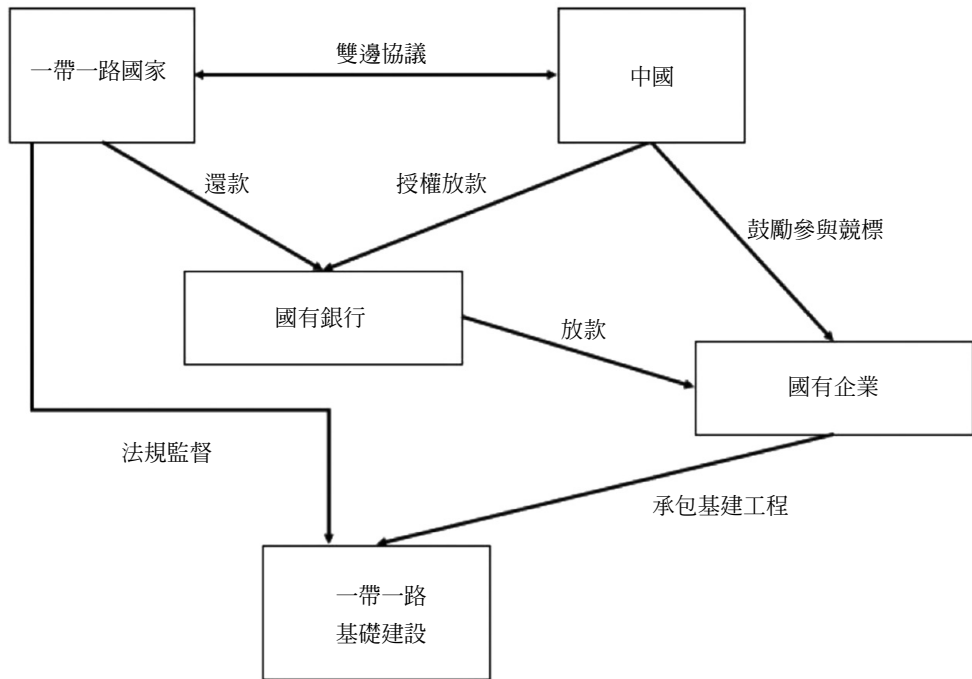 雙邊協議
一帶一路國家
中國
還款
授權放款
鼓勵參與競標
國有銀行
放款
國有企業
法規監督
承包基建工程
一帶一路
基礎建設